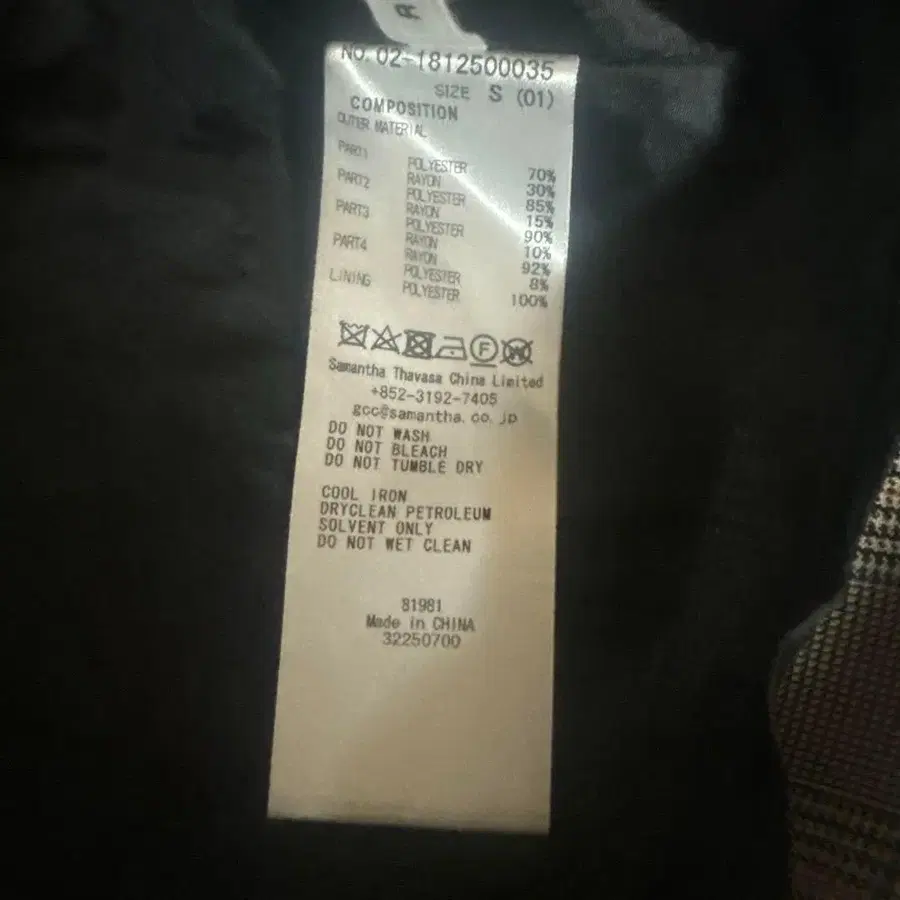 R
No. 02-1812500035
SIZE S (01)
COMPOSITION
OUTER MATERIAL
PART1 POLYESTER 70%
RAYON 30%
PART2 POLYESTER 85%
RAYON 15%
PART3 POLYESTER 90%
RAYON 10%
PART4 RAYON 92%
POLYESTER 8%
LINING POLYESTER 100%
F W
Samantha Thavasa China Limited
+852-3192-7405
gcc@samantha.co.jp
DO NOT WASH
DO NOT BLEACH
DO NOT TUMBLE DRY
COOL IRON
DRYCLEAN PETROLEUM
SOLVENT ONLY
DO NOT WET CLEAN
81981
Made in CHINA
32250700